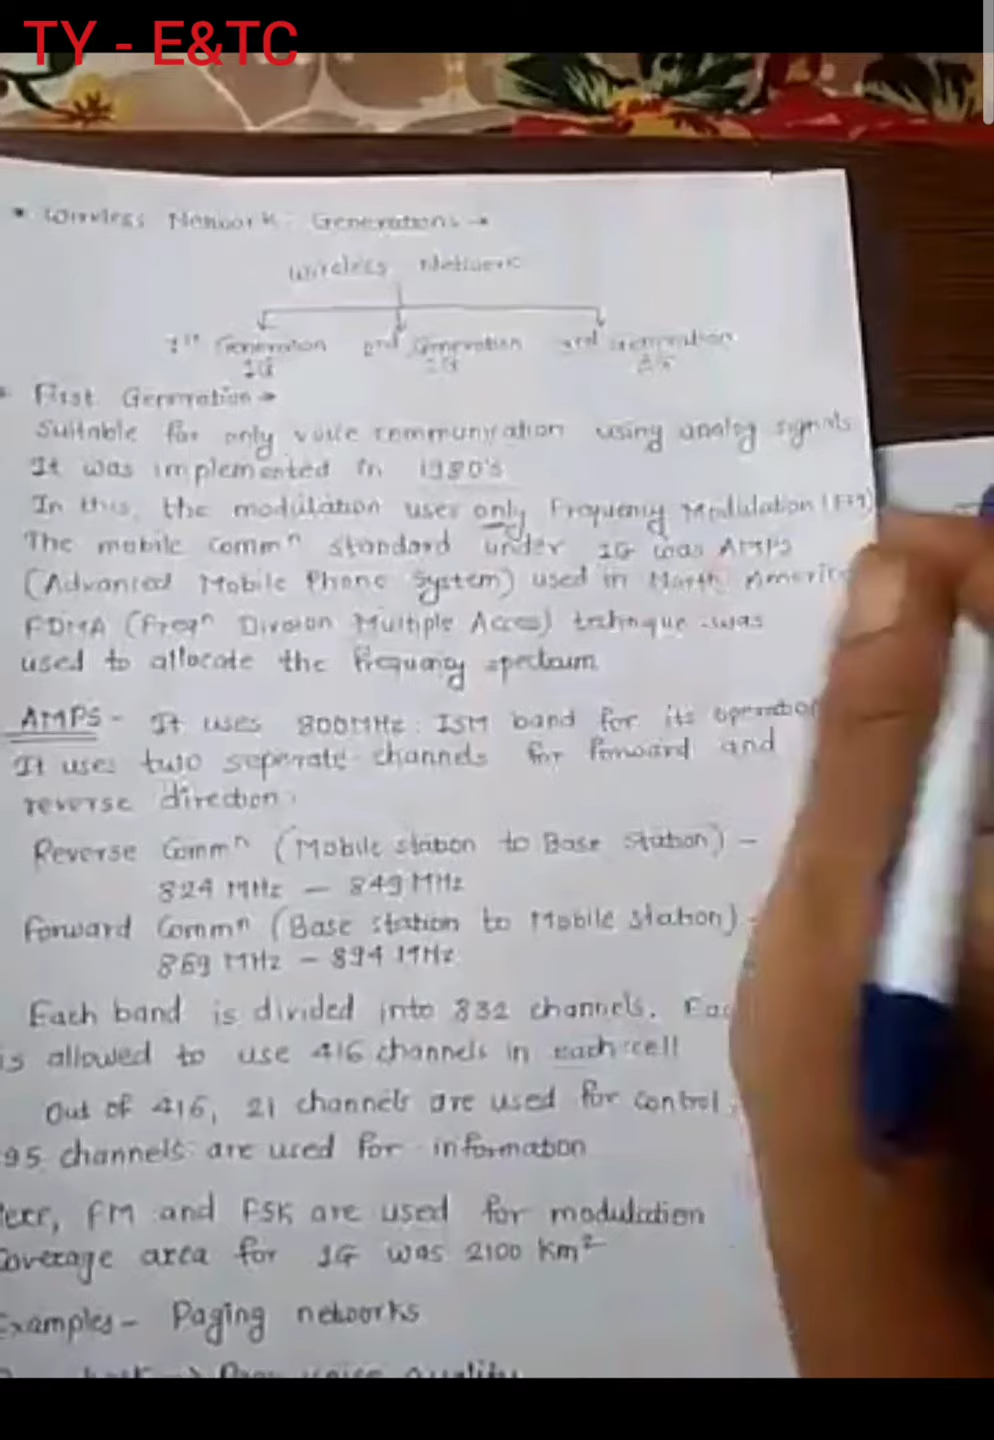 TY - E&TC
* Wireless Network Generations →
Wireless Network
1st Generation 2nd Generation 3rd Generation
1G 2G 3G
First Generation →
Suitable for only voice communication using analog signals
It was implemented in 1980's
In this, the modulation uses only Frequency Modulation (FM)
The mobile Commⁿ standard under 1G was AMPS
(Advanced Mobile Phone System) used in North America
FDMA (Freqⁿ Division Multiple Acces) technique was
used to allocate the frequency spectrum
AMPS - It uses 800MHz ISM band for its operation
It uses two seperate channels for forward and
reverse direction.
Reverse Commⁿ (Mobile station to Base Station) -
824 MHz - 849 MHz
Forward Commⁿ (Base station to Mobile station) -
869 MHz - 894 MHz
Each band is divided into 832 channels.
is allowed to use 416 channels in each cell
Out of 416, 21 channels are used for control,
95 channels are used for information
FM and FSK are used for modulation
Coverage area for 1G was 2100 Km²
Examples - Paging networks
→ Poor voice quality